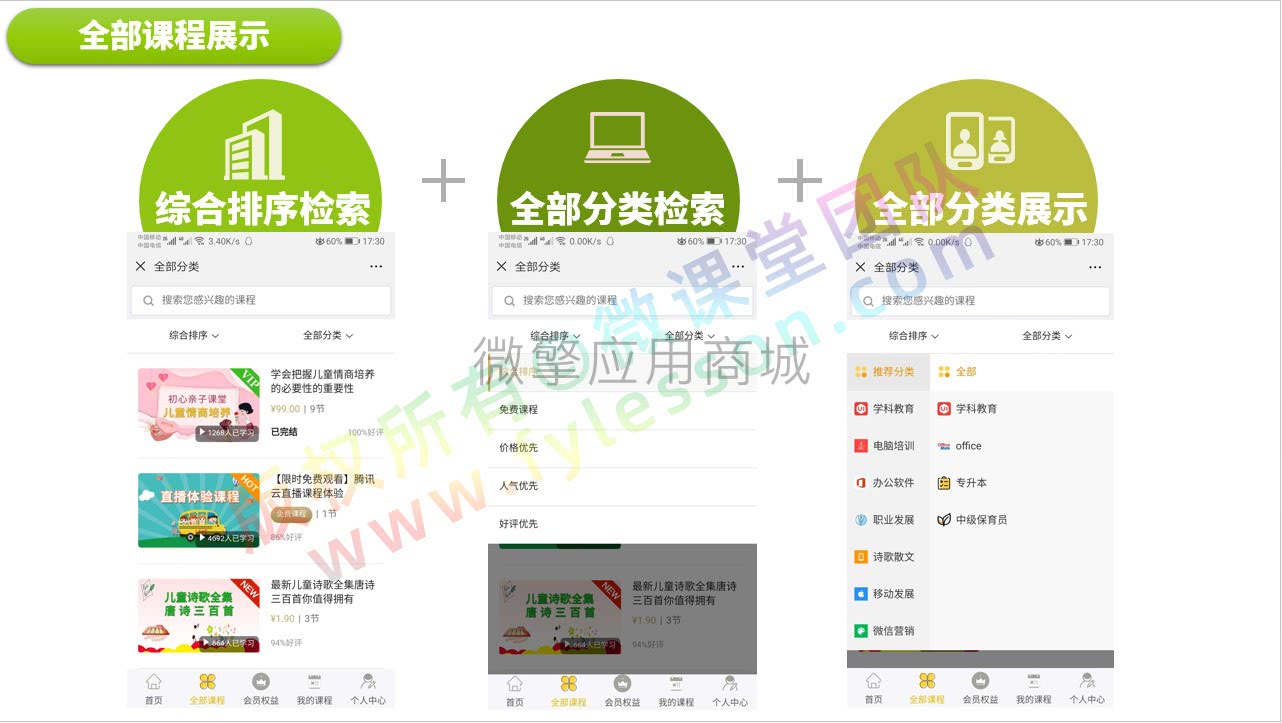 全部课程展示
综合排序检索
全部分类检索
全部分类展示
中国移动
中国电信
3.40K/s
60%
17:30
全部分类
搜索您感兴趣的课程
综合排序
全部分类
初心亲子课堂
儿童情商培养
VIP
1268人已学习
学会把握儿童情商培养
的必要性的重要性
¥99.00 | 9节
已完结
100%好评
直播体验课程
HOT
4692人已学习
【限时免费观看】腾讯
云直播课程体验
免费课程 | 1节
86%好评
儿童诗歌全集
唐诗三百首
NEW
664人已学习
最新儿童诗歌全集唐诗
三百首你值得拥有
¥1.90 | 3节
94%好评
首页
全部课程
会员权益
我的课程
个人中心
中国移动
中国电信
0.00K/s
60%
17:30
全部分类
搜索您感兴趣的课程
综合排序
全部分类
综合排序
免费课程
价格优先
人气优先
好评优先
儿童诗歌全集
唐诗三百首
NEW
664人已学习
最新儿童诗歌全集唐诗
三百首你值得拥有
¥1.90 | 3节
94%好评
首页
全部课程
会员权益
我的课程
个人中心
中国移动
中国电信
0.00K/s
60%
17:30
全部分类
搜索您感兴趣的课程
综合排序
全部分类
推荐分类
学科教育
电脑培训
办公软件
职业发展
诗歌散文
移动发展
微信营销
全部
学科教育
office
专升本
中级保育员
首页
全部课程
会员权益
我的课程
个人中心
微擎应用商城
版权所有@微课堂团队
www.fylesson.com